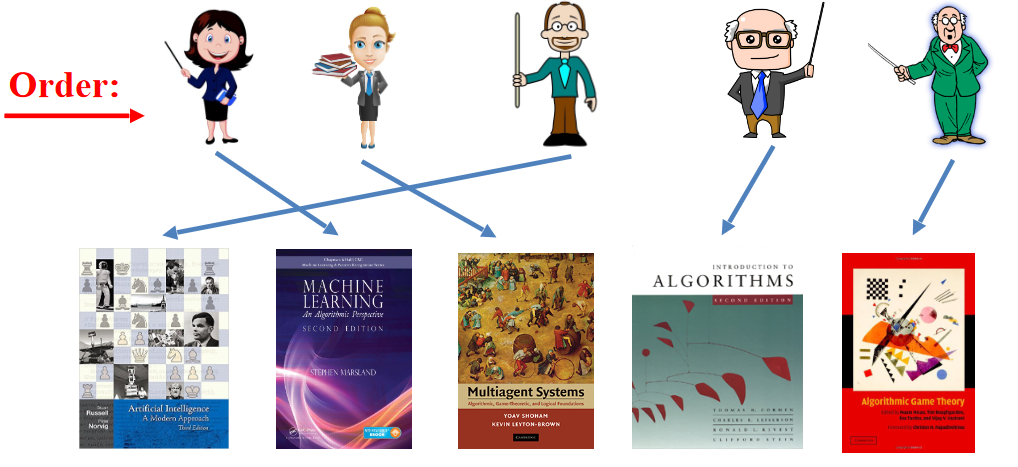 Order:
Stuart
Russell
Peter
Norvig
Artificial Intelligence
A Modern Approach
Third Edition
Chapman & Hall/CRC
Machine Learning & Pattern Recognition Series
MACHINE
LEARNING
An Algorithmic Perspective
SECOND EDITION
STEPHEN MARSLAND
EBOOK
Multiagent Systems
Algorithmic, Game-Theoretic, and Logical Foundations
YOAV SHOHAM
KEVIN LEYTON-BROWN
CAMBRIDGE
INTRODUCTION TO
ALGORITHMS
SECOND EDITION
THOMAS H. CORMEN
CHARLES E. LEISERSON
RONALD L. RIVEST
CLIFFORD STEIN
Algorithmic Game Theory